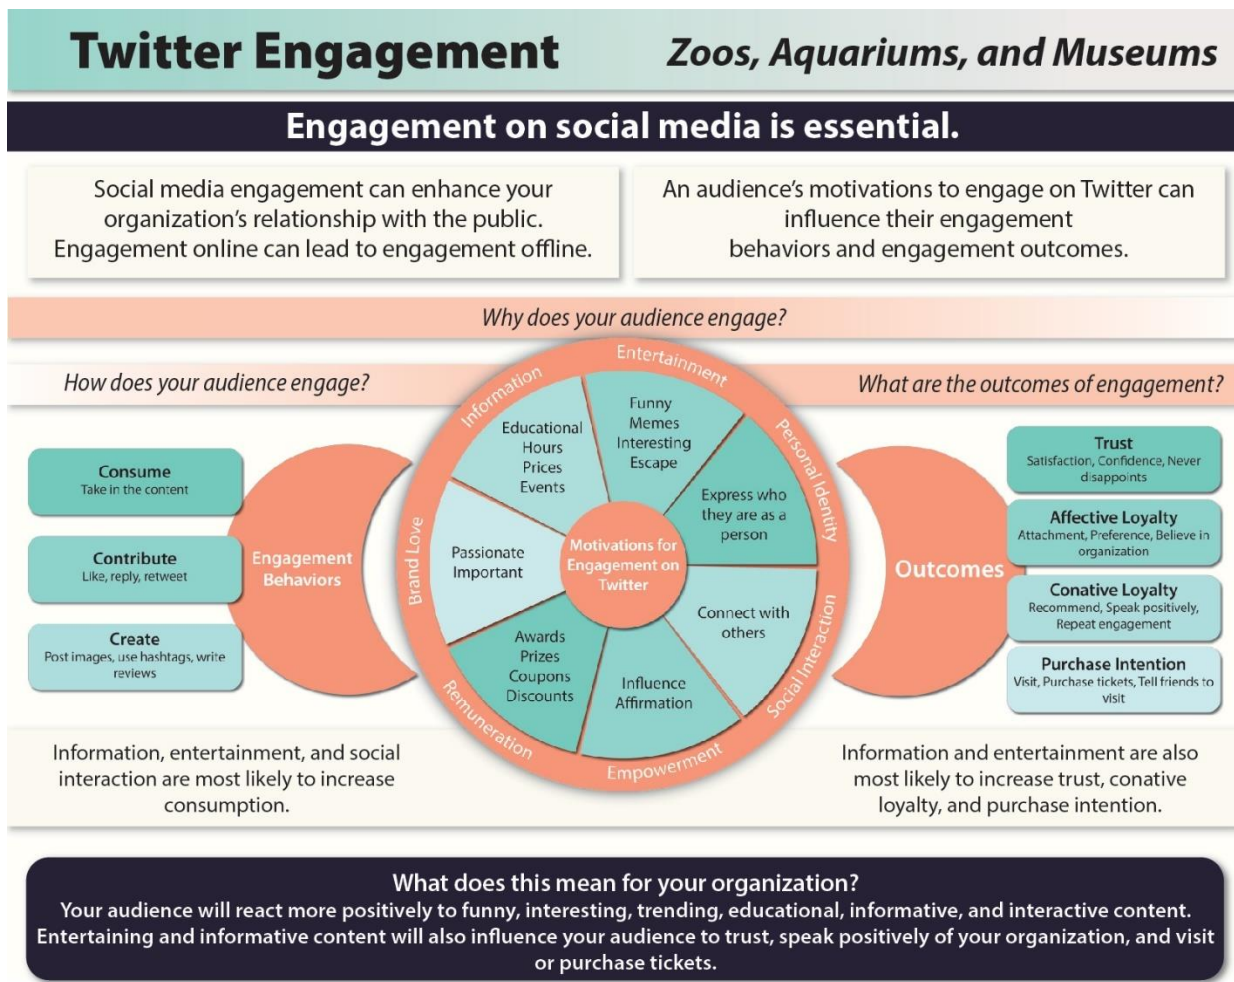 Twitter Engagement
Zoos, Aquariums, and Museums
Engagement on social media is essential.
Social media engagement can enhance your
organization's relationship with the public.
Engagement online can lead to engagement offline.
An audience's motivations to engage on Twitter can
influence their engagement
behaviors and engagement outcomes.
Why does your audience engage?
How does your audience engage?
What are the outcomes of engagement?
Consume
Take in the content
Contribute
Like, reply, retweet
Create
Post images, use hashtags, write
reviews
Engagement
Behaviors
Information
Educational
Hours
Prices
Events
Entertainment
Funny
Memes
Interesting
Escape
Personal Identity
Express who
they are as a
person
Social Interaction
Connect with
others
Empowerment
Influence
Affirmation
Remuneration
Awards
Prizes
Coupons
Discounts
Brand Love
Passionate
Important
Motivations for
Engagement on
Twitter
Outcomes
Trust
Satisfaction, Confidence, Never
disappoints
Affective Loyalty
Attachment, Preference, Believe in
organization
Conative Loyalty
Recommend, Speak positively,
Repeat engagement
Purchase Intention
Visit, Purchase tickets, Tell friends to
visit
Information, entertainment, and social
interaction are most likely to increase
consumption.
Information and entertainment are also
most likely to increase trust, conative
loyalty, and purchase intention.
What does this mean for your organization?
Your audience will react more positively to funny, interesting, trending, educational, informative, and interactive content.
Entertaining and informative content will also influence your audience to trust, speak positively of your organization, and visit
or purchase tickets.